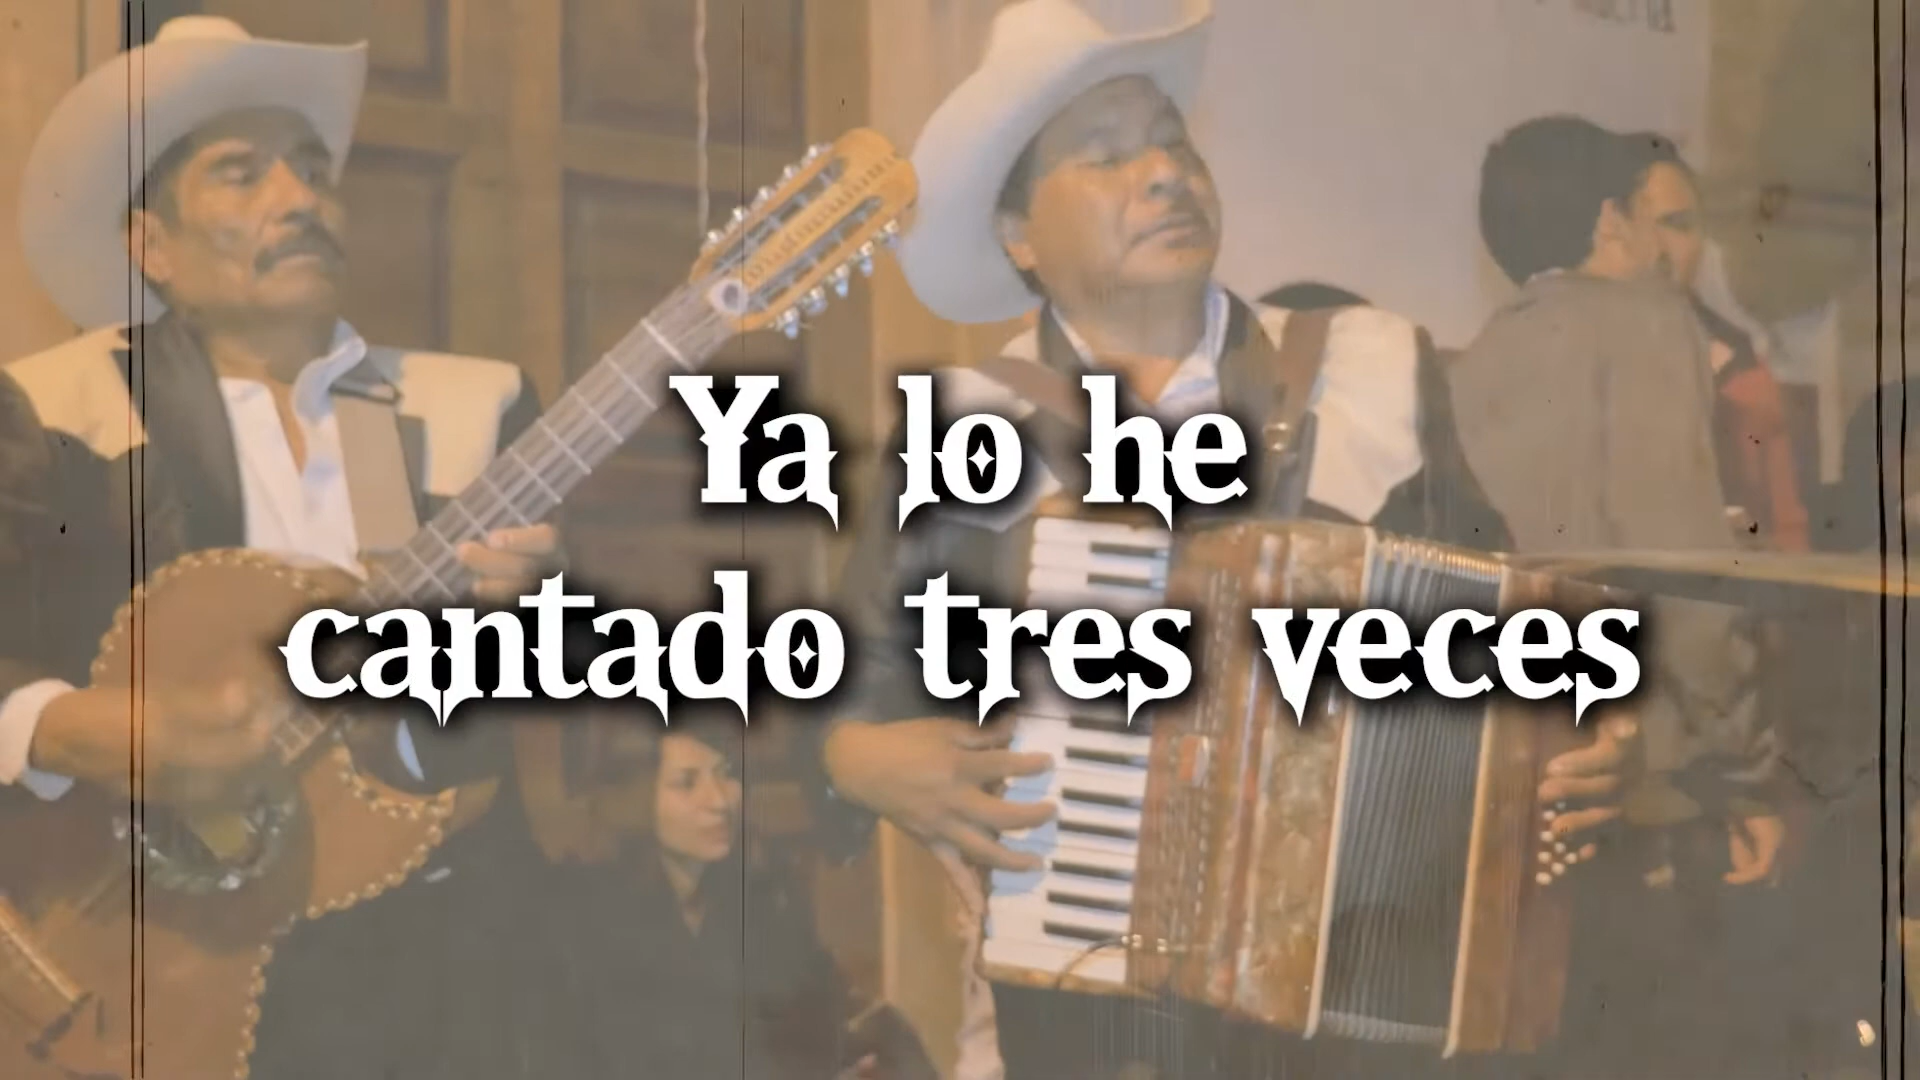 Ya lo he
cantado tres veces